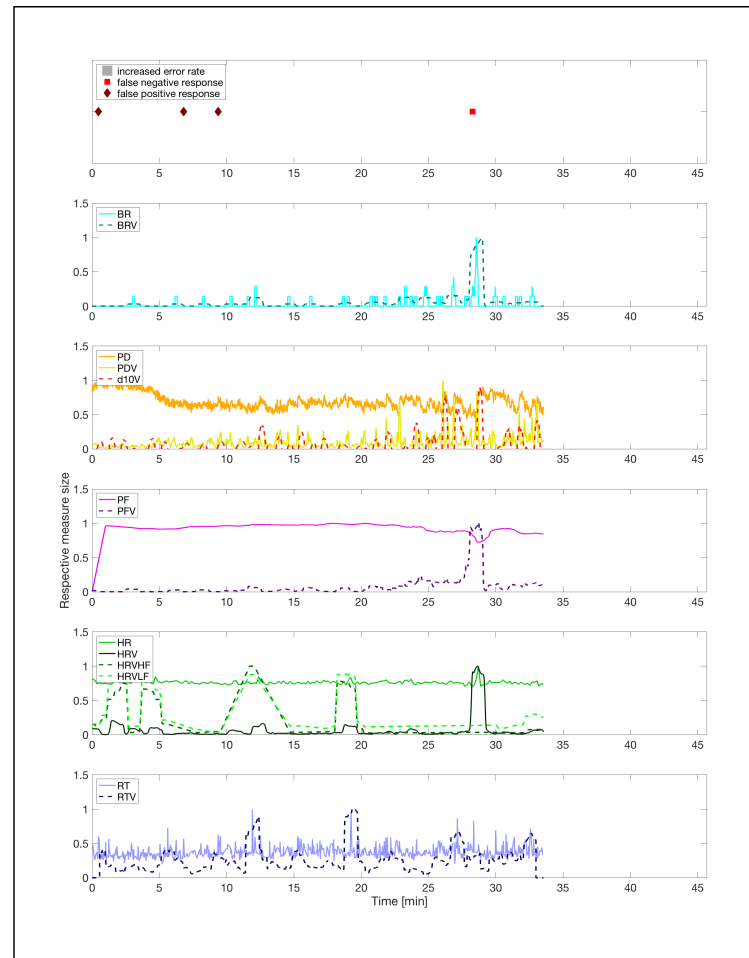 increased error rate
false negative response
false positive response
0 5 10 15 20 25 30 35 40 45
1.5
1
0.5
0
BR
BRV
0 5 10 15 20 25 30 35 40 45
1.5
1
0.5
0
PD
PDV
d10V
0 5 10 15 20 25 30 35 40 45
Respective measure size
1.5
1
0.5
0
PF
PFV
0 5 10 15 20 25 30 35 40 45
1.5
1
0.5
0
HR
HRV
HRVHF
HRVLF
0 5 10 15 20 25 30 35 40 45
1.5
1
0.5
0
RT
RTV
0 5 10 15 20 25 30 35 40 45
Time [min]